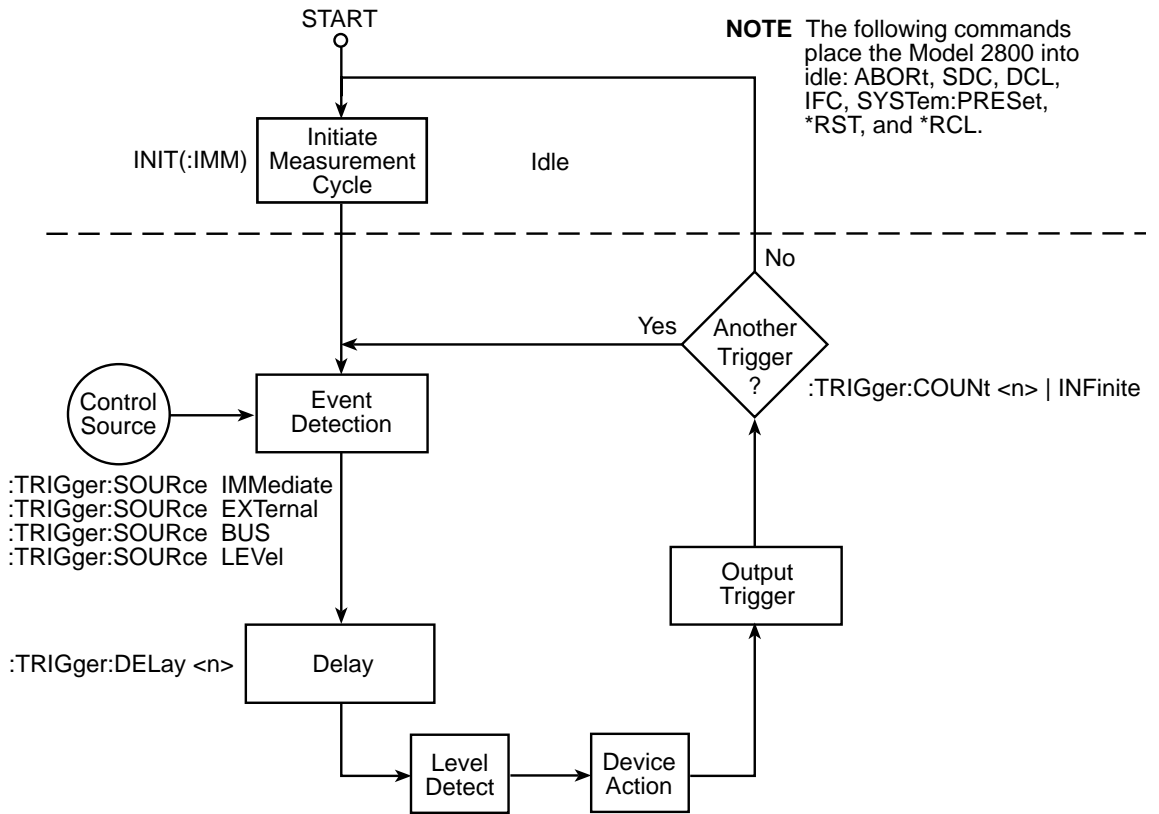 START
NOTE The following commands
place the Model 2800 into
idle: ABORt, SDC, DCL,
IFC, SYSTem:PRESet,
*RST, and *RCL.
INIT(:IMM)
Initiate
Measurement
Cycle
Idle
No
Yes
Another
Trigger
?
:TRIGger:COUNt <n> | INFinite
Control
Source
Event
Detection
:TRIGger:SOURce IMMediate
:TRIGger:SOURce EXTernal
:TRIGger:SOURce BUS
:TRIGger:SOURce LEVel
Output
Trigger
:TRIGger:DELay <n>
Delay
Level
Detect
Device
Action